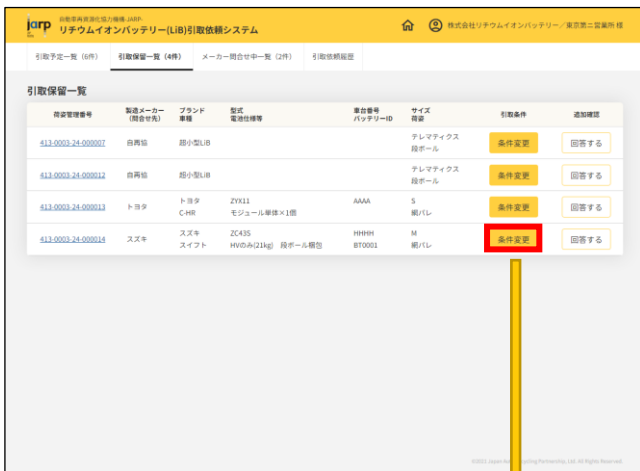 jarp 自動車再資源化協力機構 -JARP-
リチウムイオンバッテリー(LiB)引取依頼システム
株式会社リチウムイオンバッテリー／東京第二営業所 様
引取予定一覧（6件） 引取保留一覧（4件） メーカー問合せ中一覧（2件） 引取依頼履歴
引取保留一覧
荷姿管理番号 製造メーカー（問合せ先） ブランド 車種 型式 電池仕様等 車台番号 バッテリーID サイズ 荷姿 引取条件 追加確認
413-0003-24-000007 自再協 超小型LiB テレマティクス 段ボール 条件変更 回答する
413-0003-24-000012 自再協 超小型LiB テレマティクス 段ボール 条件変更 回答する
413-0003-24-000013 トヨタ トヨタ C-HR ZYX11 モジュール単体×1個 AAAA S 網パレ 条件変更 回答する
413-0003-24-000014 スズキ スズキ スイフト ZC43S HVのみ(21kg) 段ボール梱包 HHHH BT0001 M 網パレ 条件変更 回答する
©2022 Japan Auto Recycling Partnership, Ltd. All Rights Reserved.